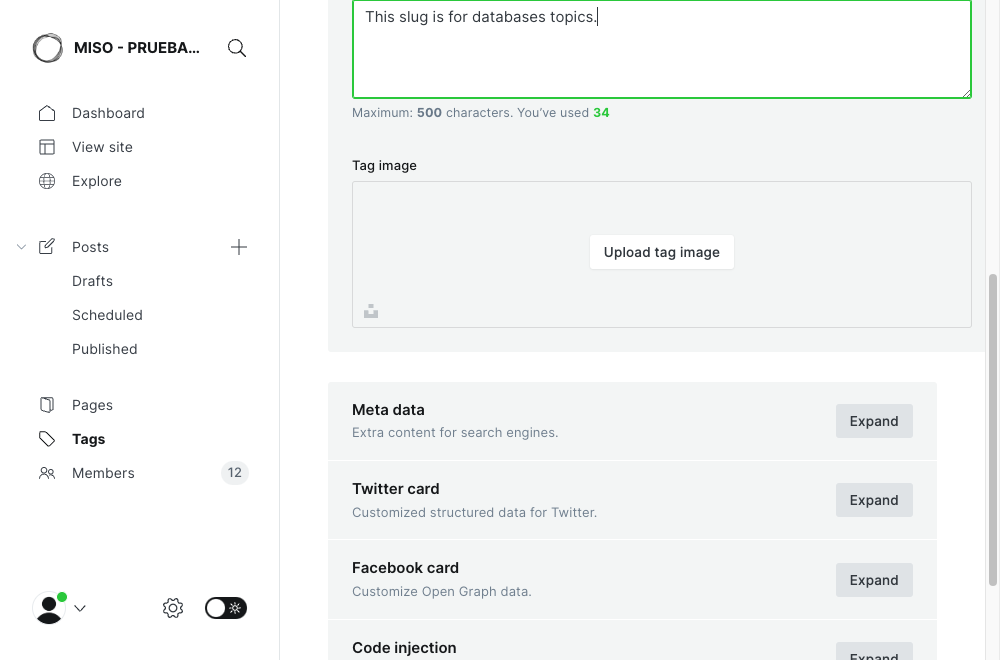 MISO - PRUEBA...
Dashboard
View site
Explore
Posts
Drafts
Scheduled
Published
Pages
Tags
Members
12
This slug is for databases topics.
Maximum: 500 characters. You've used 34
Tag image
Upload tag image
Meta data
Extra content for search engines.
Expand
Twitter card
Customized structured data for Twitter.
Expand
Facebook card
Customize Open Graph data.
Expand
Code injection
Expand